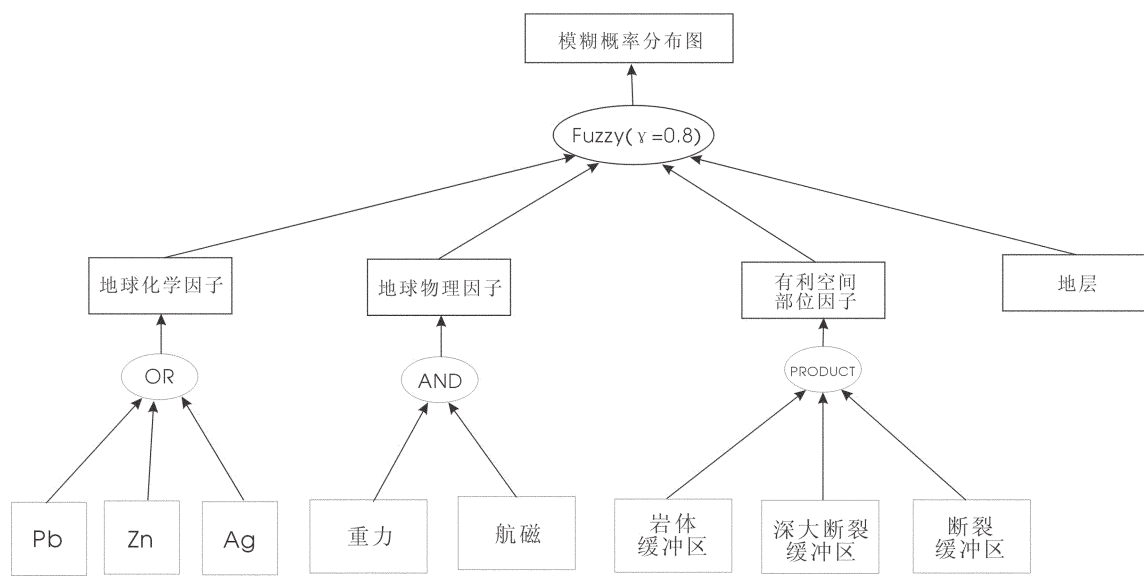 模糊概率分布图
Fuzzy(γ=0.8)
地球化学因子
地球物理因子
有利空间
部位因子
地层
OR
AND
PRODUCT
Pb
Zn
Ag
重力
航磁
岩体
缓冲区
深大断裂
缓冲区
断裂
缓冲区